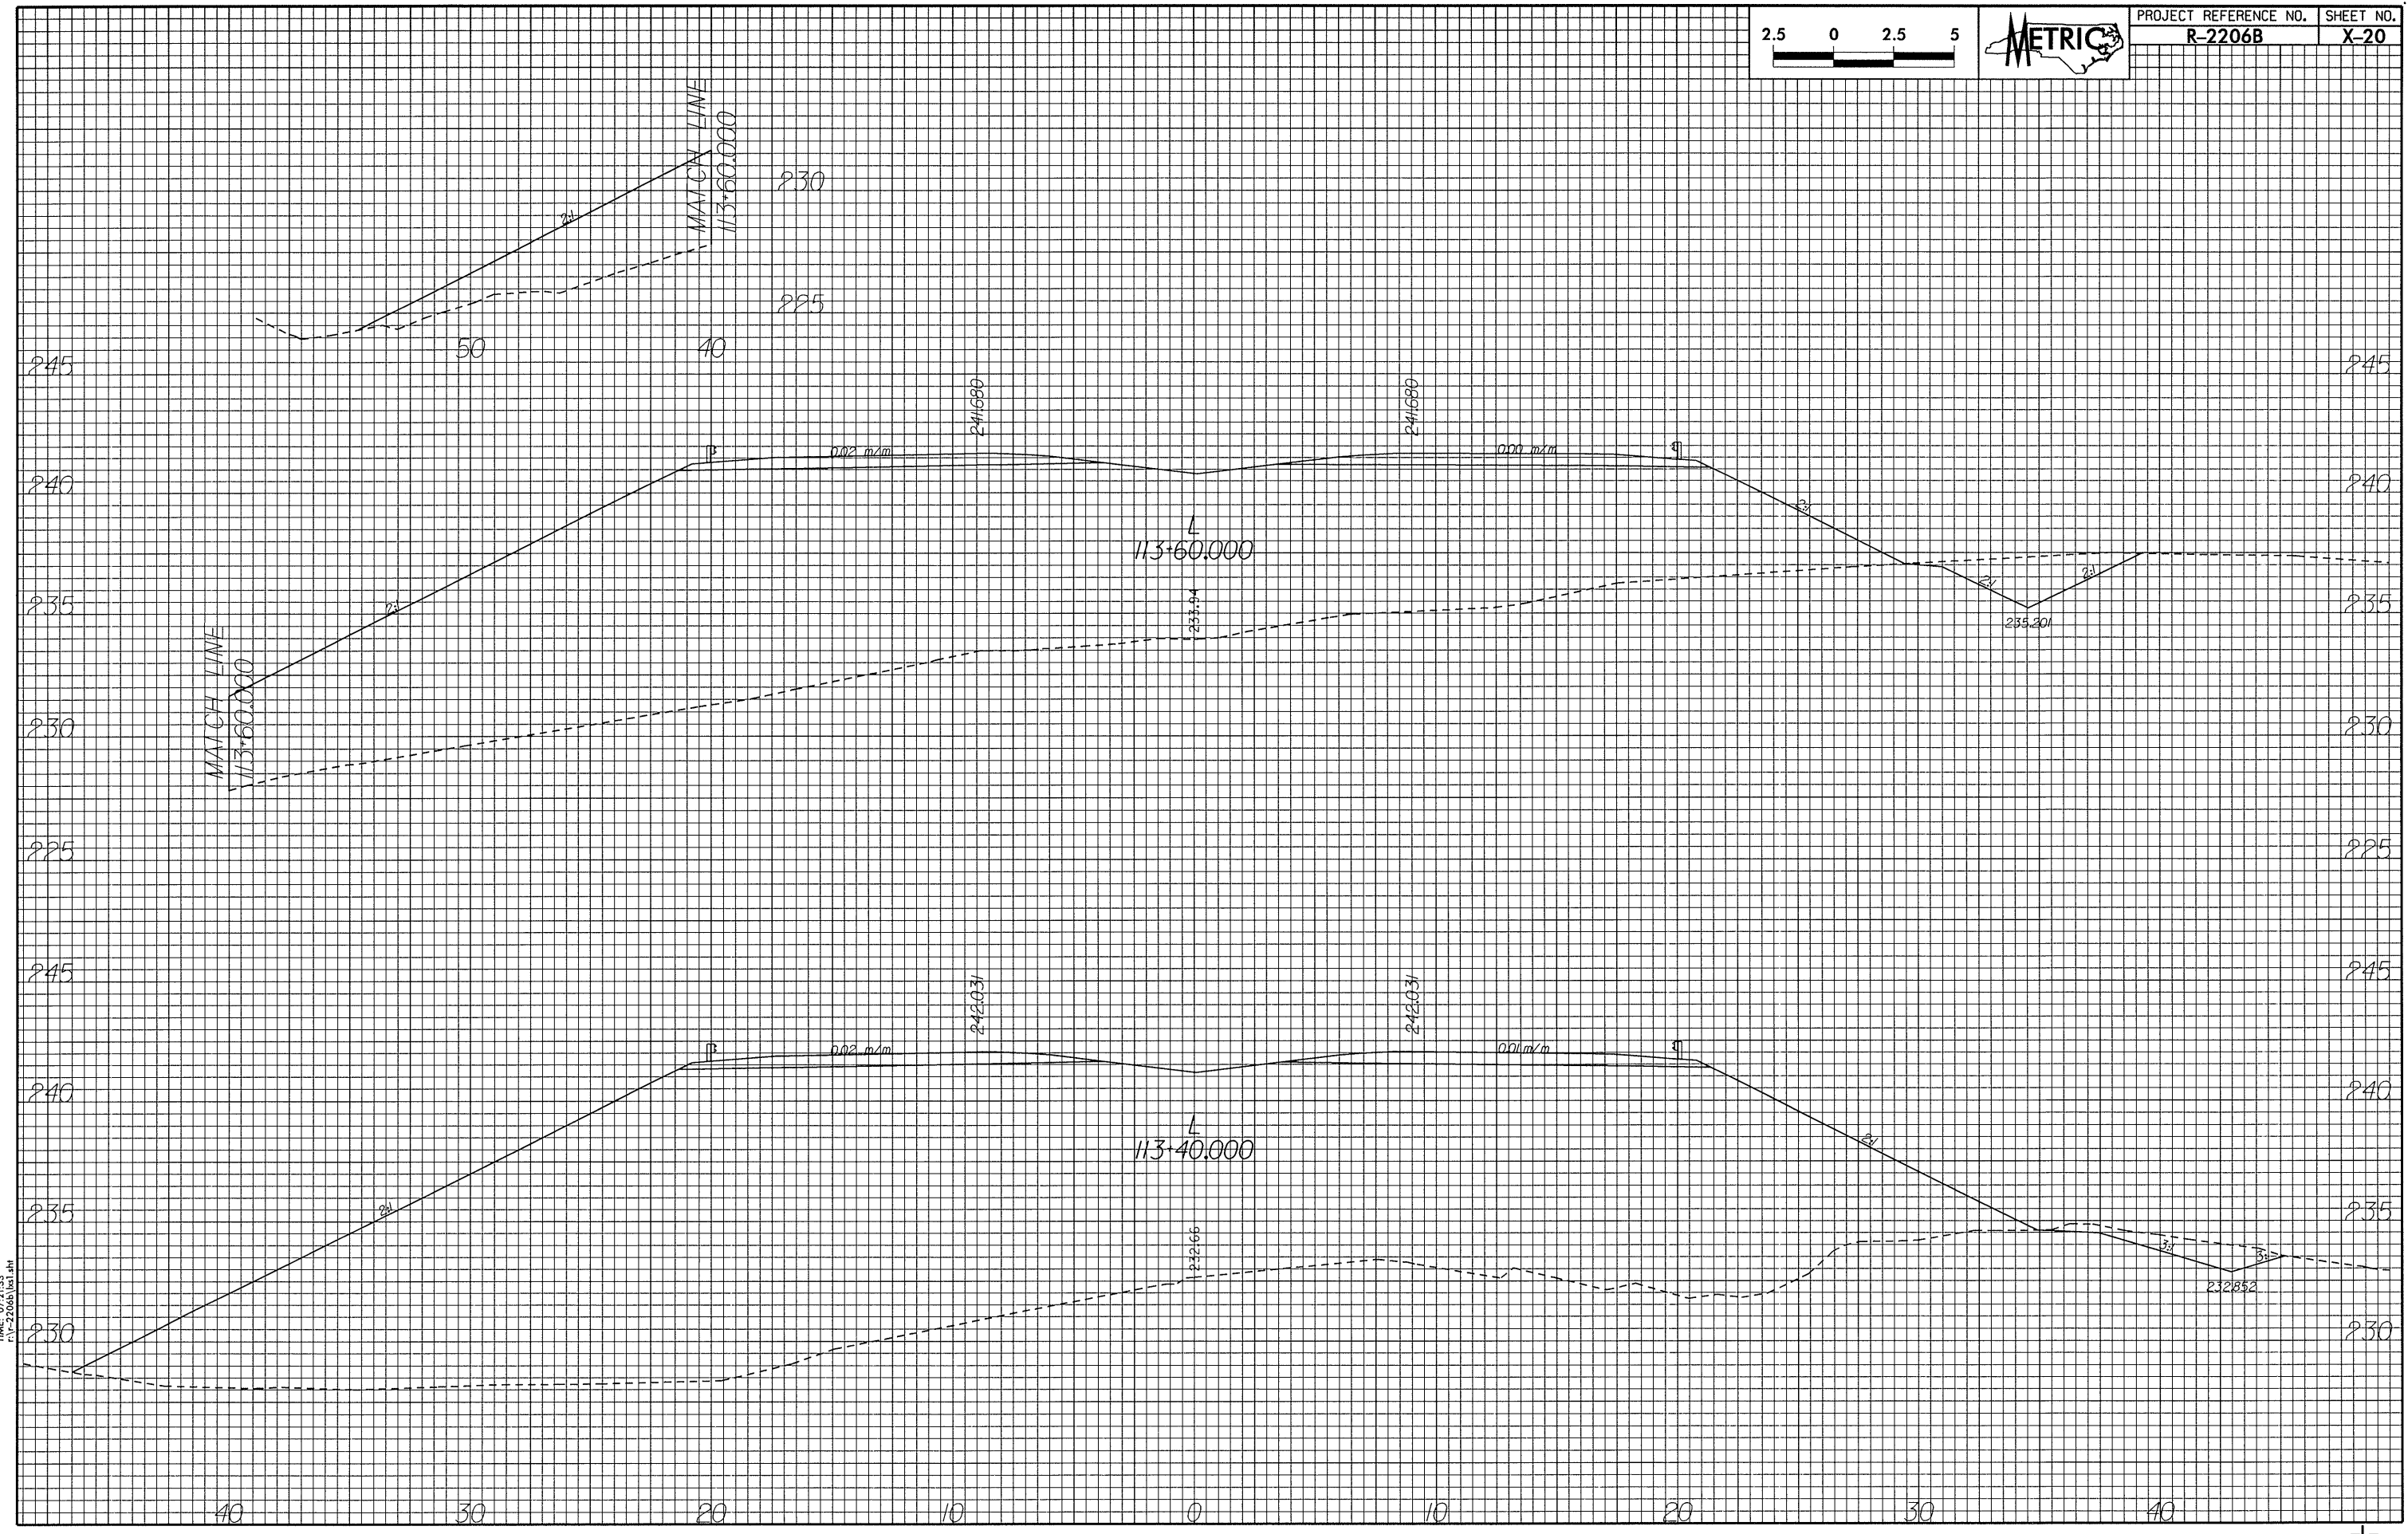 2.5 0 2.5 5
METRIC
PROJECT REFERENCE NO. SHEET NO.
R-2206B X-20
MATCH LINE
113+60.000
230
2:1
225
50 40
245 245
241.680 241.680
0.02 m/m 0.00 m/m
240 240
2:1
L
113+60.000
2:1 2:1 2:1
233.94
235 235
235.201
MATCH LINE
113+60.000
230 230
225 225
245 245
242.031 242.031
0.02 m/m 0.01 m/m
240 240
L
113+40.000
2:1
2:1
235 235
232.66
3:1 3:1
232.852
230 230
r:\r-2206b\lxs1.sht
40 30 20 10 0 10 20 30 40